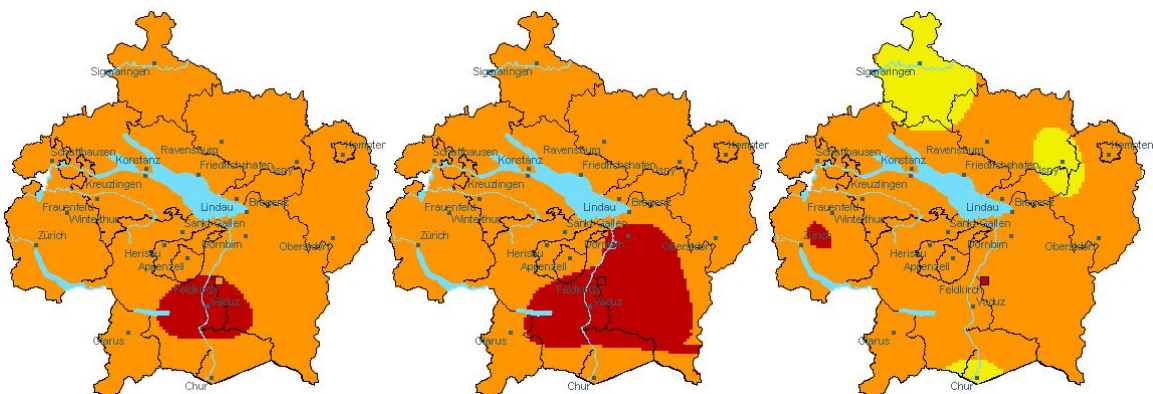 Sigmaringen
Schaffhausen
Ravensburg
Kempten
Konstanz
Friedrichshafen
Isny
Kreuzlingen
Frauenfeld
Lindau
Bregenz
Winterthur
Sankt Gallen
Zürich
Dornbirn
Oberstdorf
Herisau
Appenzell
Feldkirch
Vaduz
Glarus
Chur
Sigmaringen
Schaffhausen
Ravensburg
Kempten
Konstanz
Friedrichshafen
Isny
Kreuzlingen
Frauenfeld
Lindau
Bregenz
Winterthur
Sankt Gallen
Zürich
Dornbirn
Oberstdorf
Herisau
Appenzell
Feldkirch
Vaduz
Glarus
Chur
Sigmaringen
Schaffhausen
Ravensburg
Kempten
Konstanz
Friedrichshafen
Isny
Kreuzlingen
Frauenfeld
Lindau
Bregenz
Winterthur
Sankt Gallen
Zürich
Dornbirn
Oberstdorf
Herisau
Appenzell
Feldkirch
Vaduz
Glarus
Chur